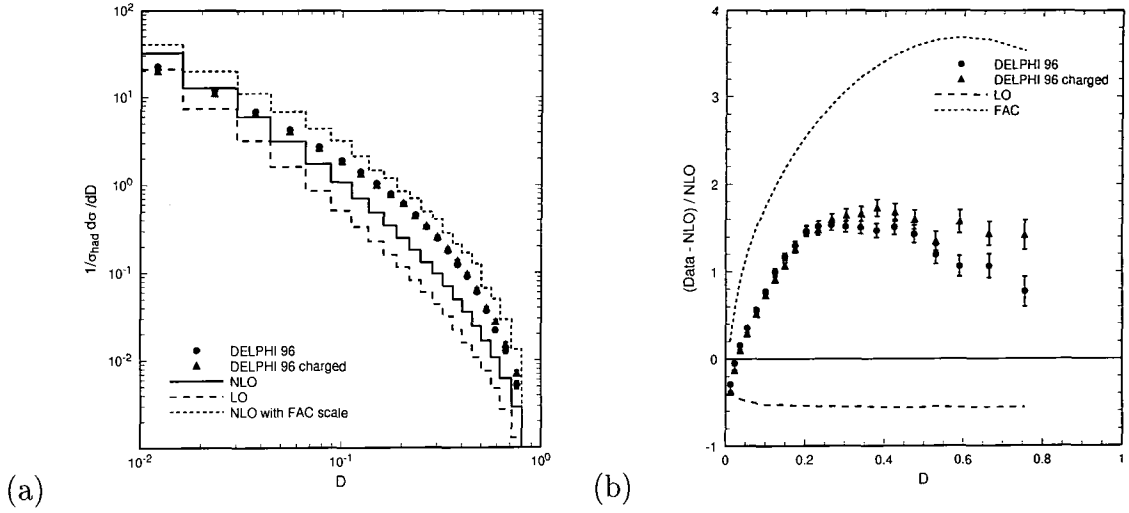 10²
10¹
10⁰
10⁻¹
10⁻²
1/σ_had dσ/dD
DELPHI 96
DELPHI 96 charged
NLO
LO
NLO with FAC scale
10⁻²
10⁻¹
10⁰
D
(a)
4
3
2
1
0
-1
(Data - NLO) / NLO
DELPHI 96
DELPHI 96 charged
LO
FAC
0
0.2
0.4
0.6
0.8
1
D
(b)